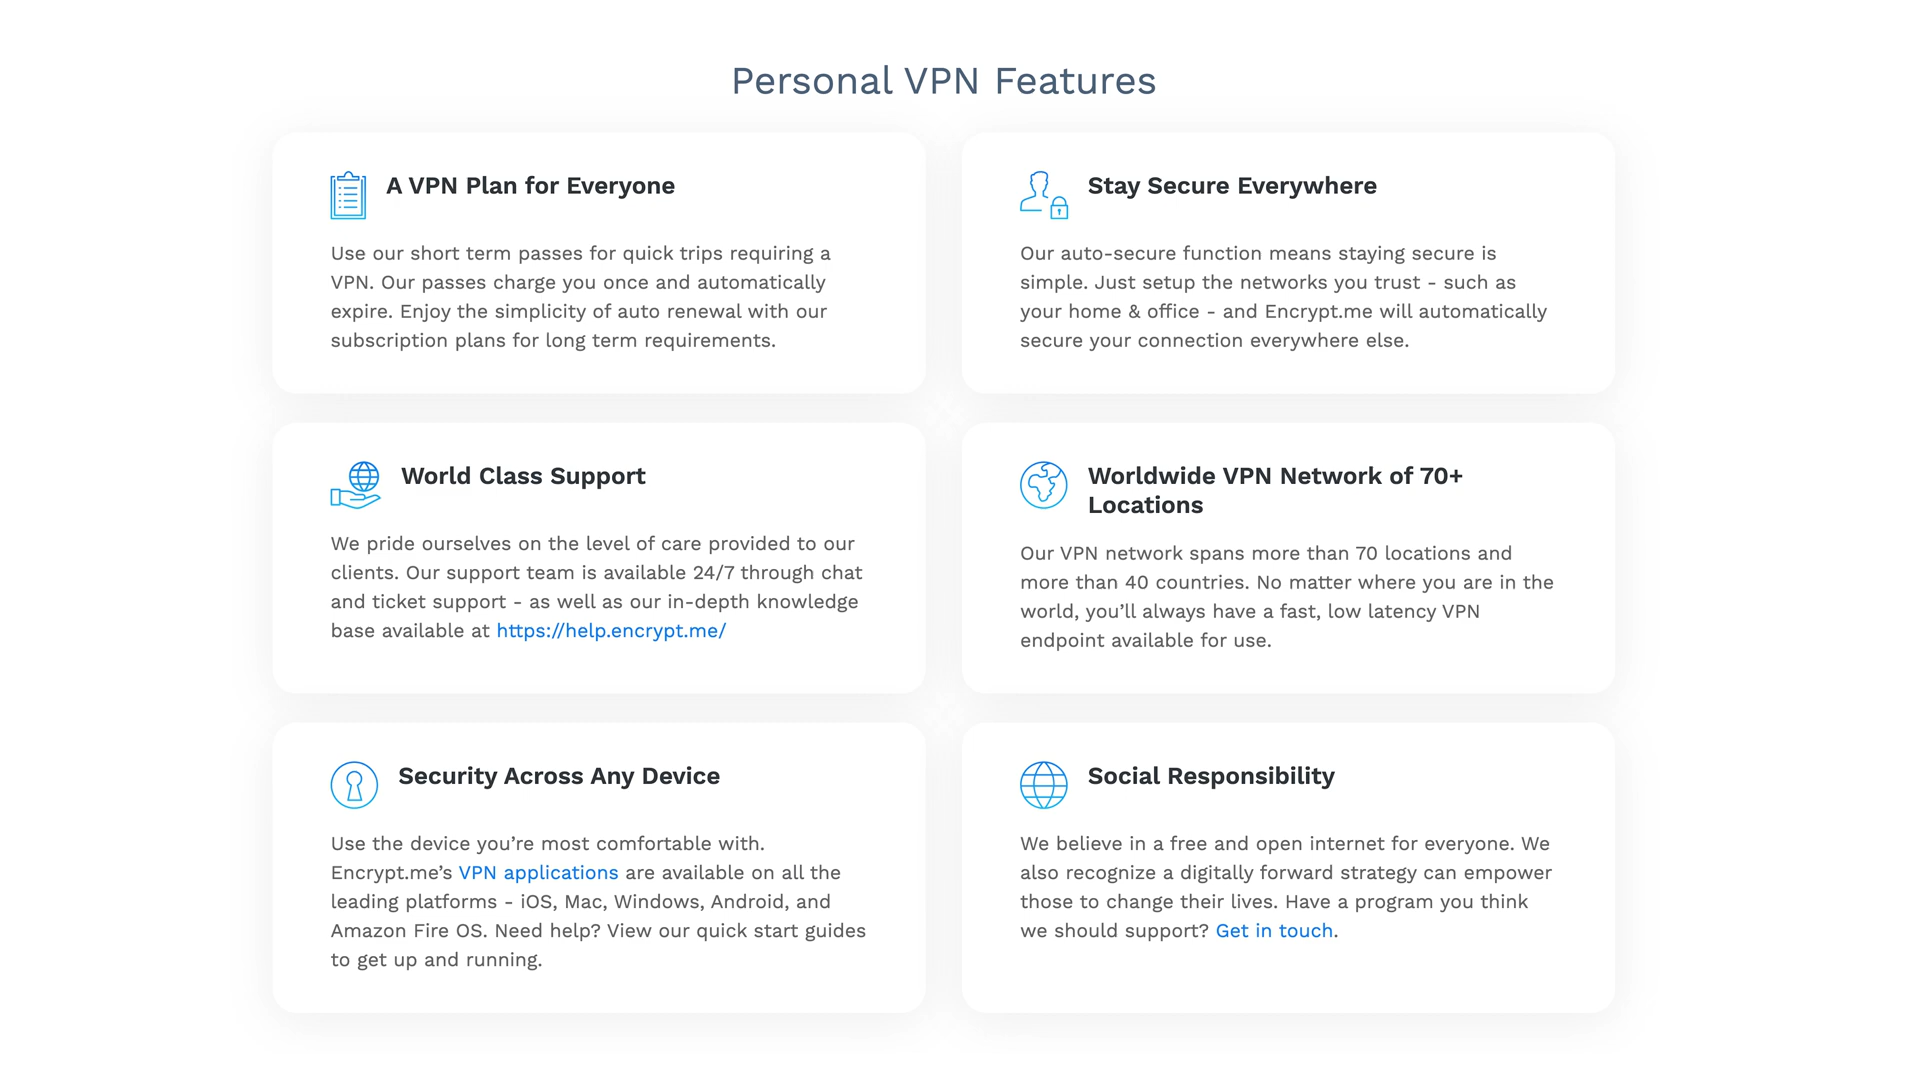 Personal VPN Features
A VPN Plan for Everyone
Use our short term passes for quick trips requiring a
VPN. Our passes charge you once and automatically
expire. Enjoy the simplicity of auto renewal with our
subscription plans for long term requirements.
Stay Secure Everywhere
Our auto-secure function means staying secure is
simple. Just setup the networks you trust - such as
your home & office - and Encrypt.me will automatically
secure your connection everywhere else.
World Class Support
We pride ourselves on the level of care provided to our
clients. Our support team is available 24/7 through chat
and ticket support - as well as our in-depth knowledge
base available at https://help.encrypt.me/
Worldwide VPN Network of 70+
Locations
Our VPN network spans more than 70 locations and
more than 40 countries. No matter where you are in the
world, you’ll always have a fast, low latency VPN
endpoint available for use.
Security Across Any Device
Use the device you’re most comfortable with.
Encrypt.me’s VPN applications are available on all the
leading platforms - iOS, Mac, Windows, Android, and
Amazon Fire OS. Need help? View our quick start guides
to get up and running.
Social Responsibility
We believe in a free and open internet for everyone. We
also recognize a digitally forward strategy can empower
those to change their lives. Have a program you think
we should support? Get in touch.